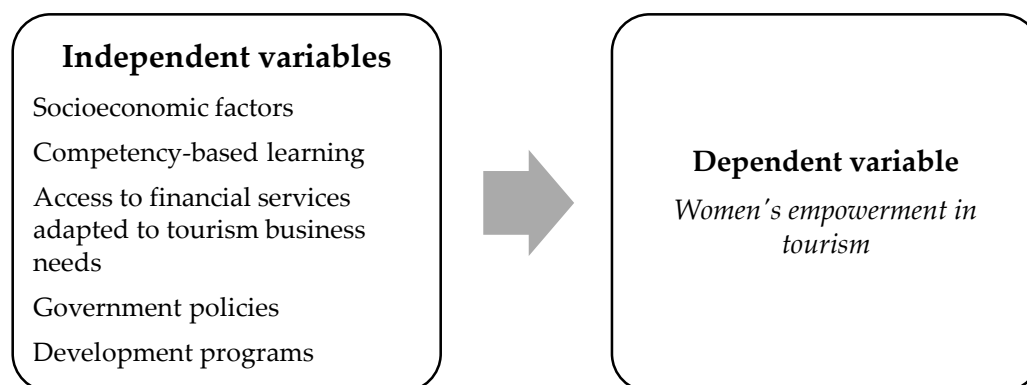 Independent variables
Socioeconomic factors
Competency-based learning
Access to financial services
adapted to tourism business
needs
Government policies
Development programs
Dependent variable
Women's empowerment in
tourism